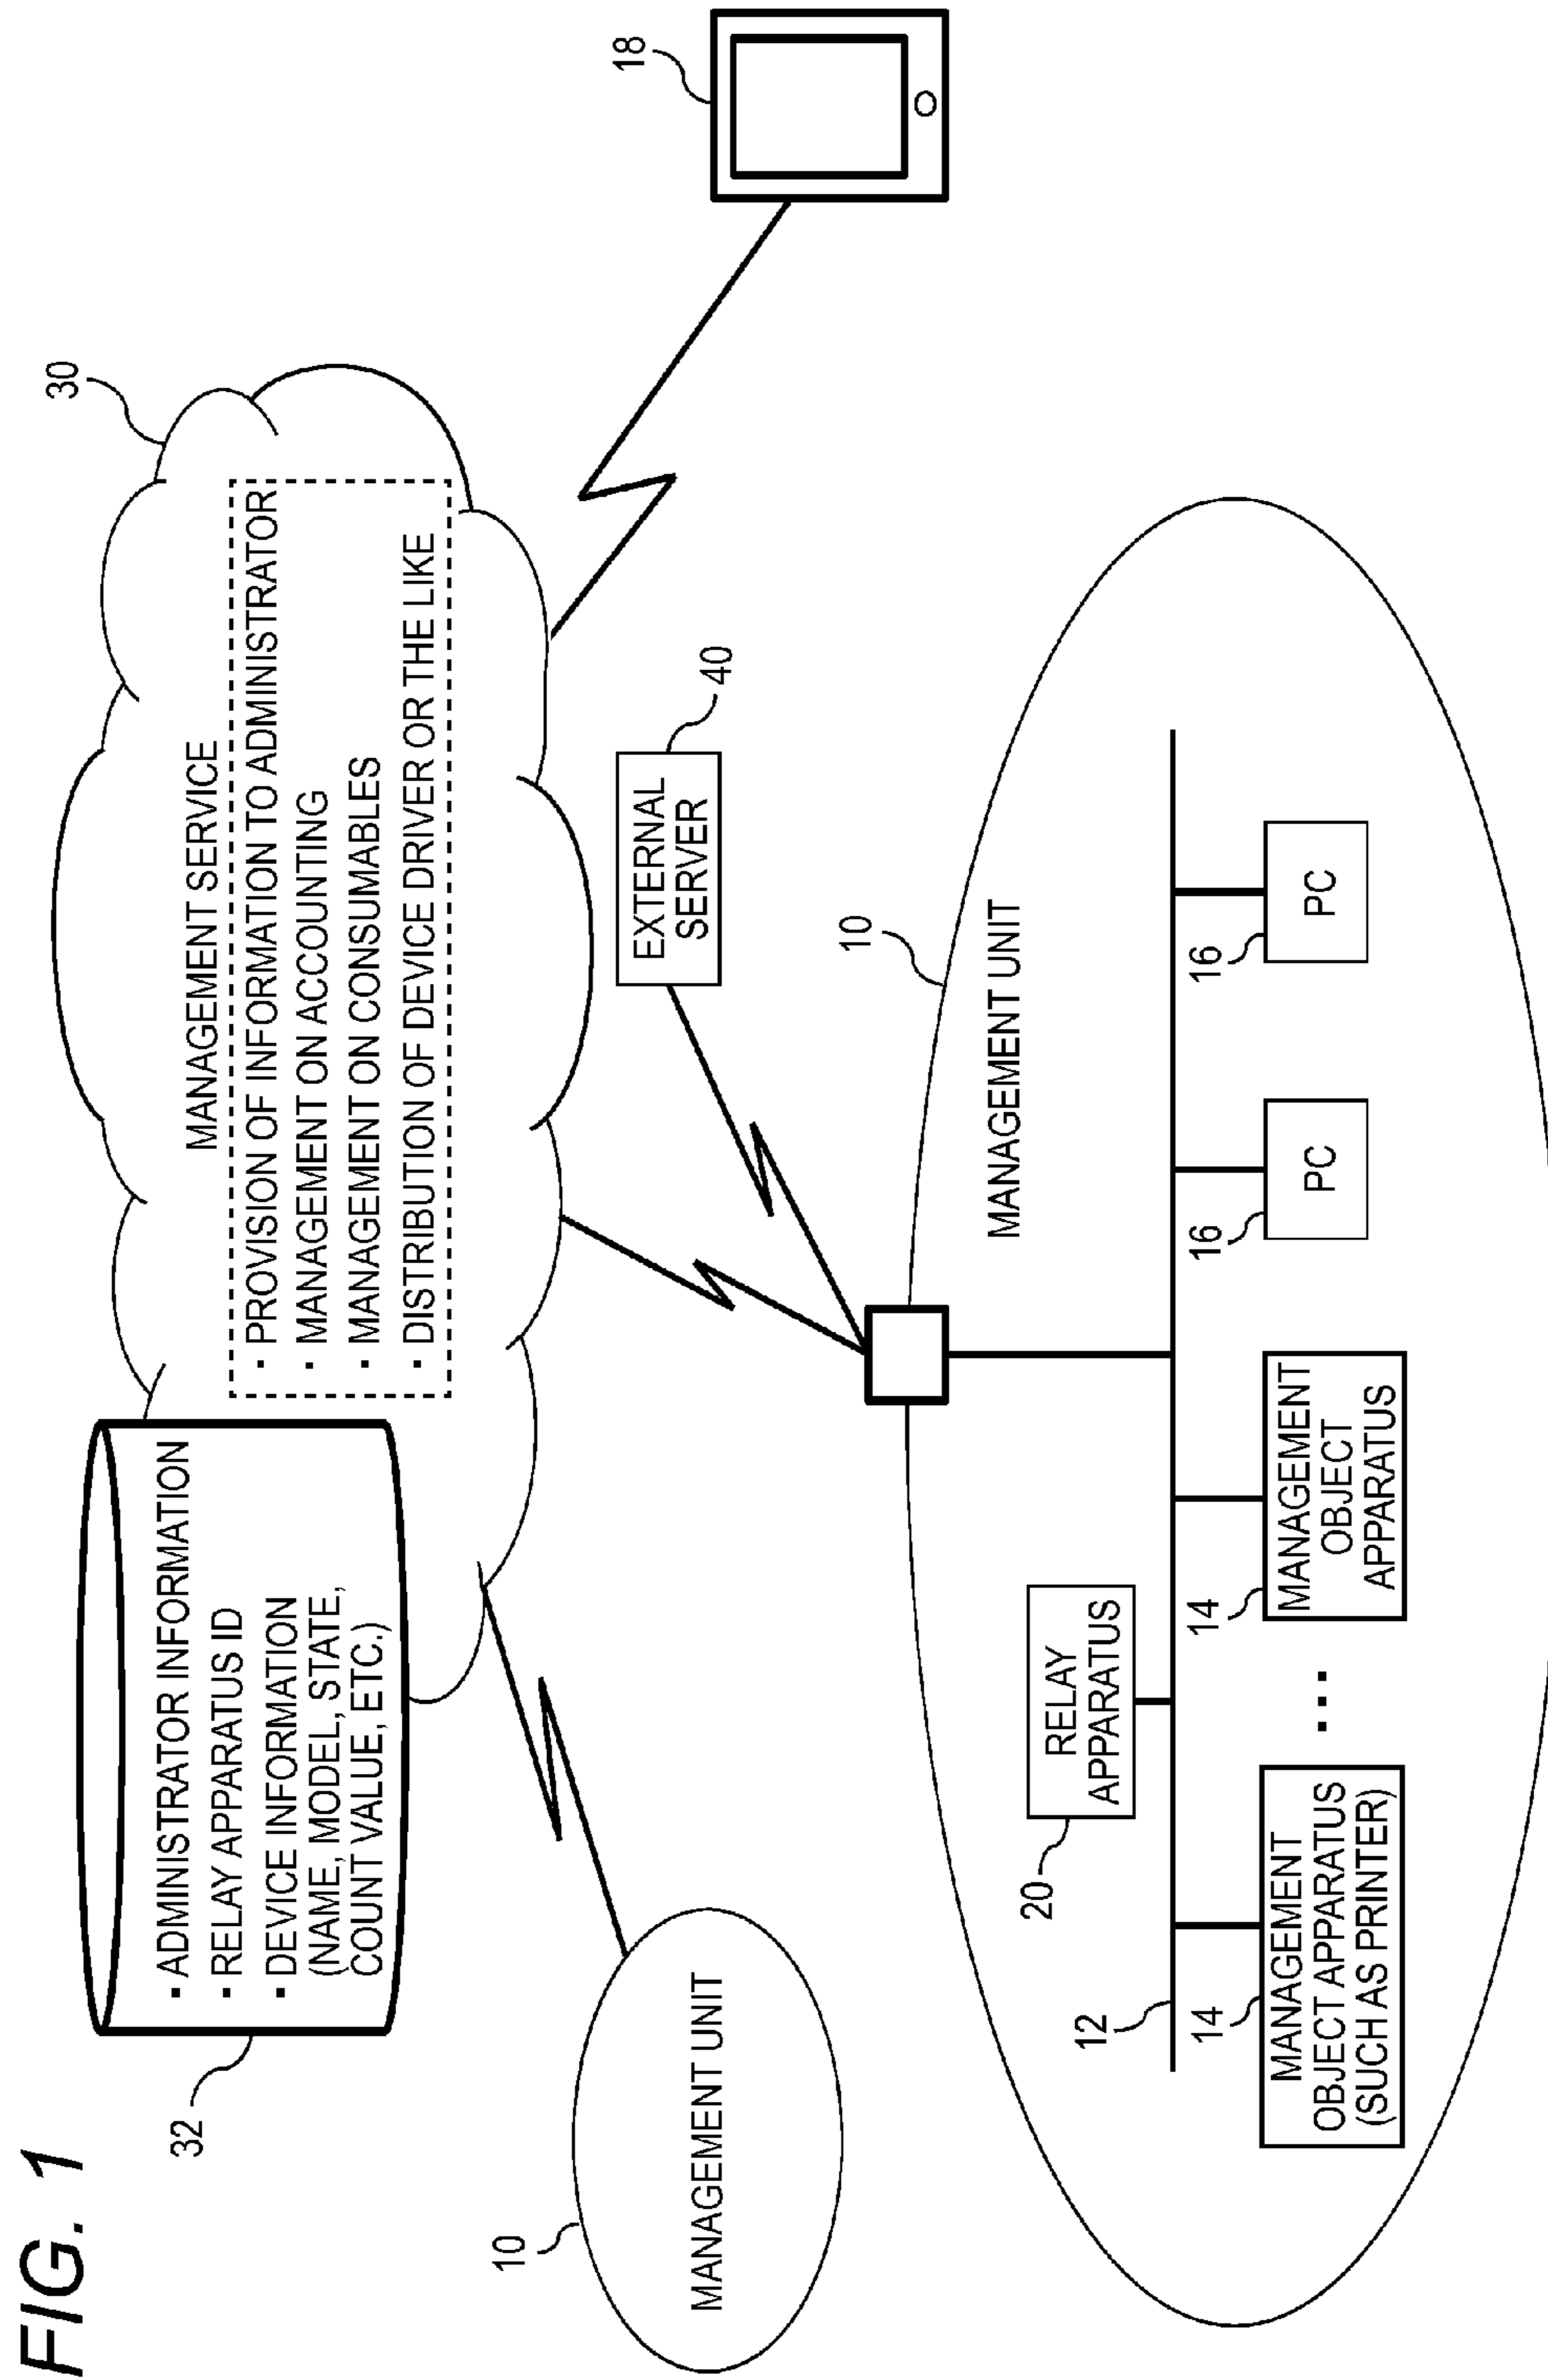 FIG. 1
32
• ADMINISTRATOR INFORMATION
• RELAY APPARATUS ID
• DEVICE INFORMATION
(NAME, MODEL, STATE,
COUNT VALUE, ETC.)
30
MANAGEMENT SERVICE
• PROVISION OF INFORMATION TO ADMINISTRATOR
• MANAGEMENT ON ACCOUNTING
• MANAGEMENT ON CONSUMABLES
• DISTRIBUTION OF DEVICE DRIVER OR THE LIKE
18
10
MANAGEMENT UNIT
EXTERNAL
SERVER
40
10
MANAGEMENT UNIT
20
RELAY
APPARATUS
12
14
MANAGEMENT
OBJECT APPARATUS
(SUCH AS PRINTER)
...
14
MANAGEMENT
OBJECT
APPARATUS
16
PC
16
PC